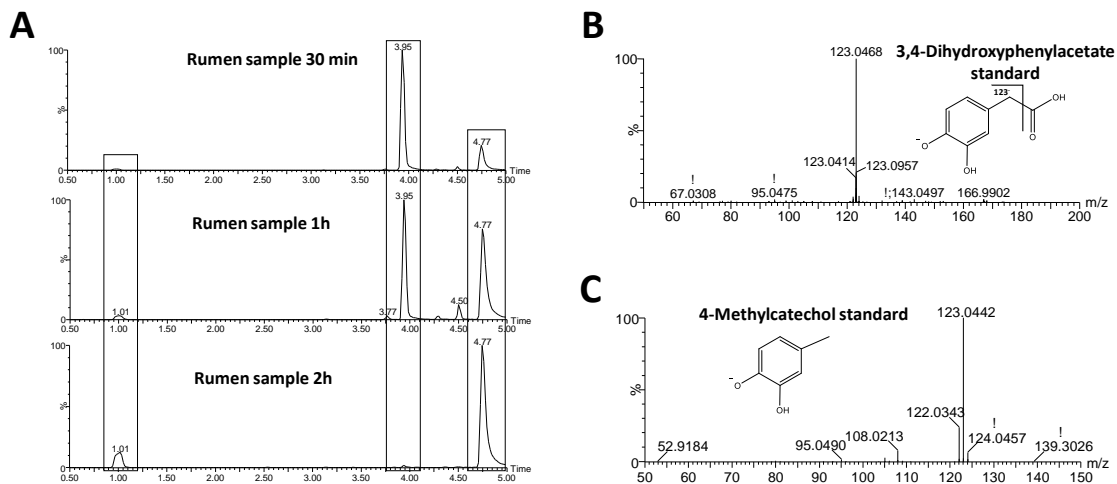 A
Rumen sample 30 min
100
%
0
3.95
4.77
Time
0.50 1.00 1.50 2.00 2.50 3.00 3.50 4.00 4.50 5.00
Rumen sample 1h
100
%
0
1.01
3.77
3.95
4.50
4.77
Time
0.50 1.00 1.50 2.00 2.50 3.00 3.50 4.00 4.50 5.00
Rumen sample 2h
100
%
0
1.01
4.77
Time
0.50 1.00 1.50 2.00 2.50 3.00 3.50 4.00 4.50 5.00
B
3,4-Dihydroxyphenylacetate
standard
123.0468
100
%
0
123-
OH
O
O-
OH
123.0414
123.0957
!
67.0308
!
95.0475
!;143.0497
166.9902
m/z
60 80 100 120 140 160 180 200
C
4-Methylcatechol standard
123.0442
100
%
0
O-
OH
122.0343
!
124.0457
108.0213
95.0490
52.9184
!
139.3026
m/z
50 60 70 80 90 100 110 120 130 140 150